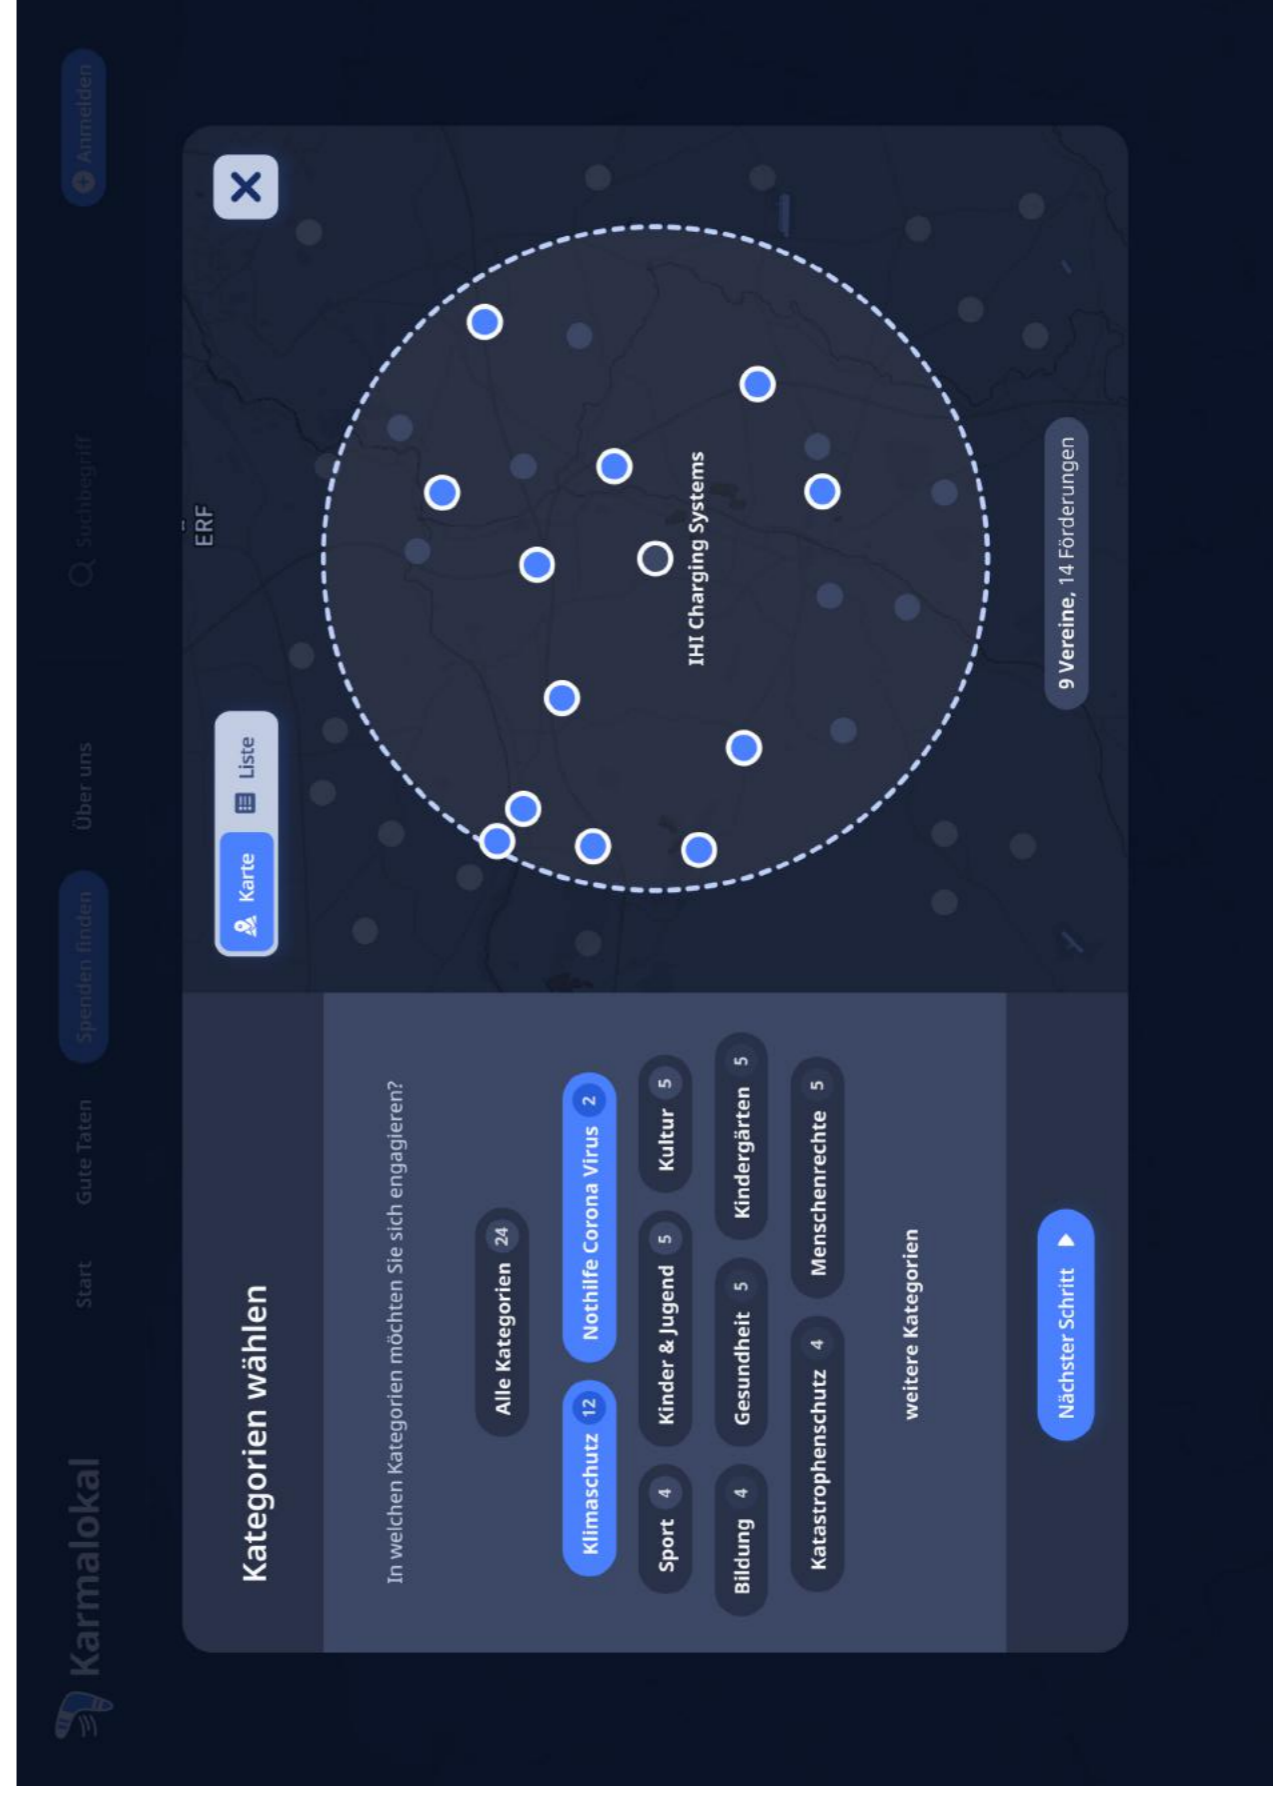 Karmalokal
Start
Gute Taten
Spenden finden
Über uns
Suchbegriff
Anmelden
Kategorien wählen
In welchen Kategorien möchten Sie sich engagieren?
Alle Kategorien 24
Klimaschutz 12 Nothilfe Corona Virus 2
Sport 4 Kinder & Jugend 5 Kultur 5
Bildung 4 Gesundheit 5 Kindergärten 5
Katastrophenschutz 4 Menschenrechte 5
weitere Kategorien
Nächster Schritt
Karte Liste
ERF
IHI Charging Systems
9 Vereine, 14 Förderungen